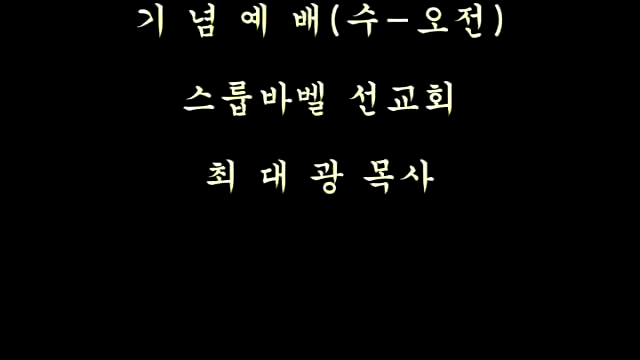 기 념 예 배(수-오전)
스룹바벨 선교회
최 대 광 목사